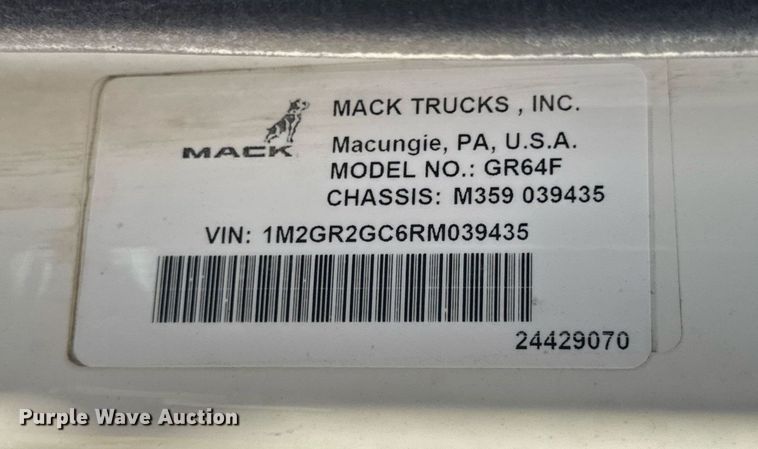 MACK
MACK TRUCKS , INC.
Macungie, PA, U.S.A.
MODEL NO.: GR64F
CHASSIS: M359 039435
VIN: 1M2GR2GC6RM039435
24429070
Purple Wave Auction